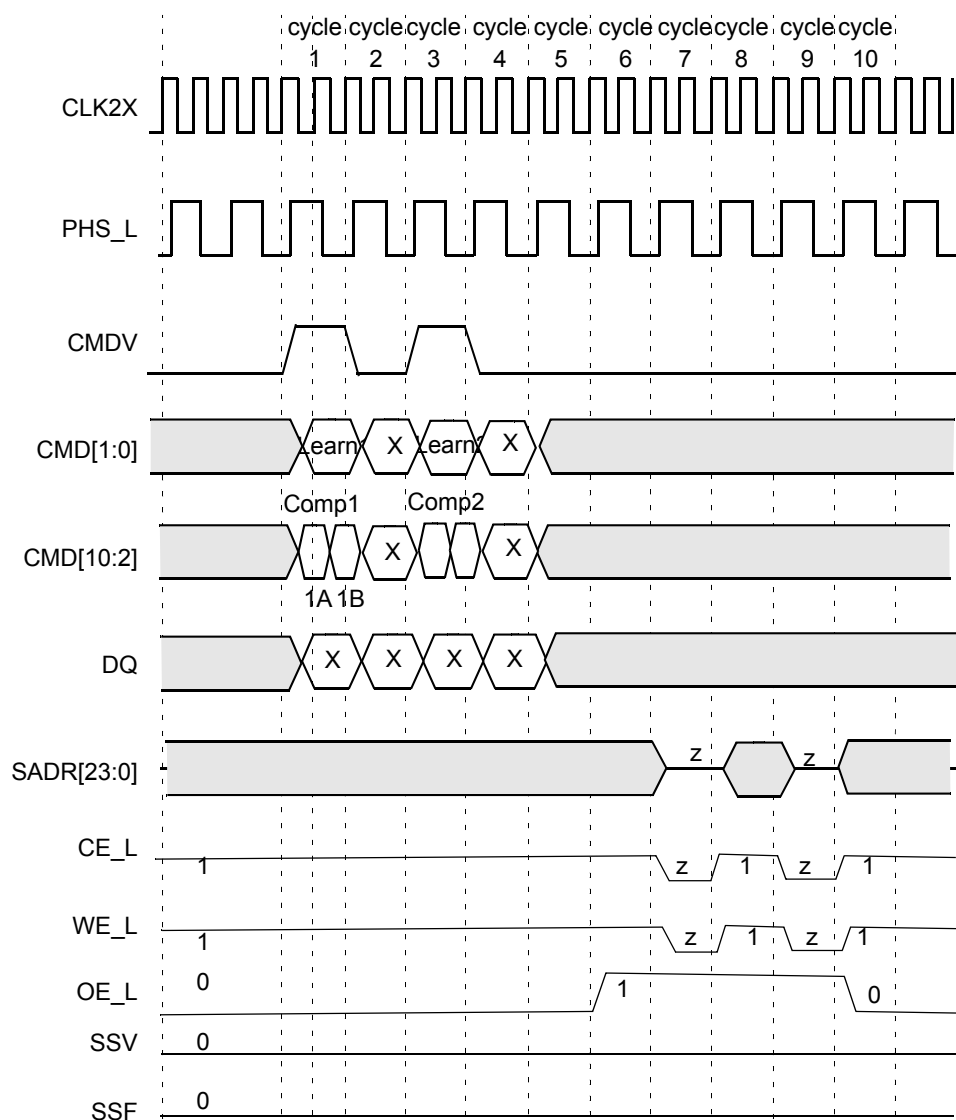 cycle cycle cycle cycle cycle cycle cycle cycle cycle cycle
1 2 3 4 5 6 7 8 9 10
CLK2X
PHS_L
CMDV
CMD[1:0] Learn1 X Learn2 X
Comp1 Comp2
CMD[10:2] X X
1A 1B
DQ X X X X
SADR[23:0] z z
CE_L 1 z 1 z 1
WE_L 1 z 1 z 1
OE_L 0 1 0
SSV 0
SSF 0